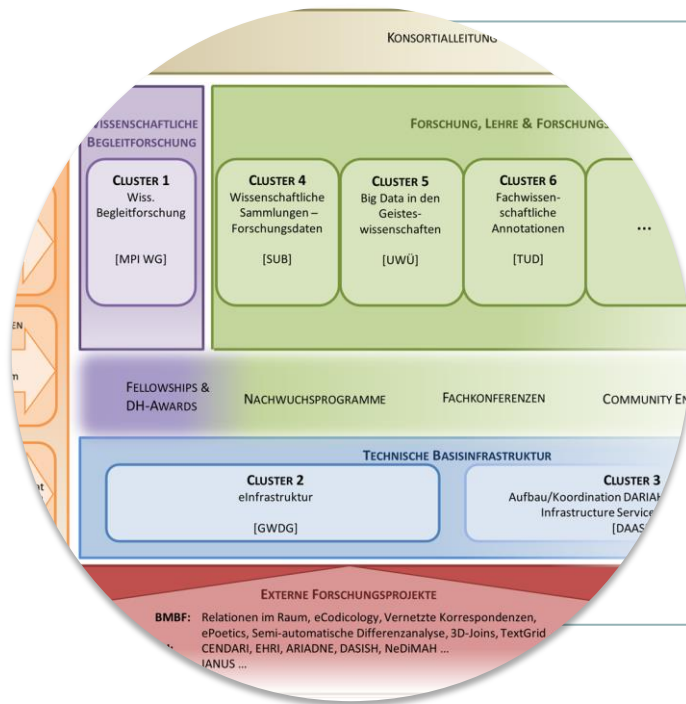 KONSORTIALLEITUNG
WISSENSCHAFTLICHE
BEGLEITFORSCHUNG
CLUSTER 1
Wiss.
Begleitforschung
[MPI WG]
FORSCHUNG, LEHRE & FORSCHUNGS
CLUSTER 4
Wissenschaftliche
Sammlungen –
Forschungsdaten
[SUB]
CLUSTER 5
Big Data in den
Geistes-
wissenschaften
[UWÜ]
CLUSTER 6
Fachwissen-
schaftliche
Annotationen
[TUD]
...
FELLOWSHIPS &
DH-AWARDS
NACHWUCHSPROGRAMME
FACHKONFERENZEN
COMMUNITY EN
TECHNISCHE BASISINFRASTRUKTUR
CLUSTER 2
eInfrastruktur
[GWDG]
CLUSTER 3
Aufbau/Koordination DARIAH
Infrastructure Service
[DAAS
EXTERNE FORSCHUNGSPROJEKTE
BMBF: Relationen im Raum, eCodicology, Vernetzte Korrespondenzen,
ePoetics, Semi-automatische Differenzanalyse, 3D-Joins, TextGrid
CENDARI, EHRI, ARIADNE, DASISH, NeDiMAH ...
IANUS ...